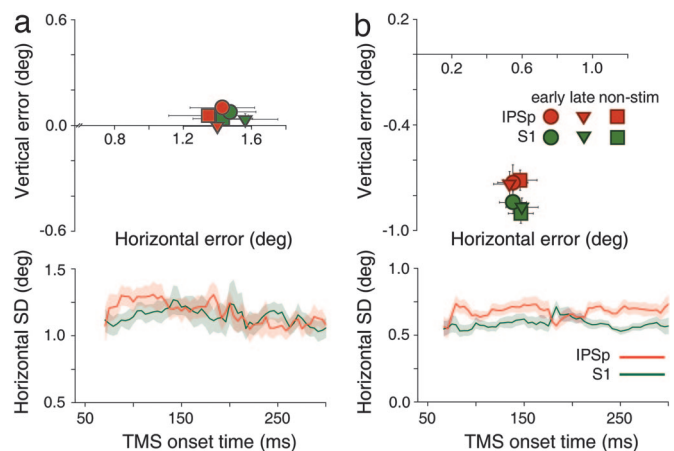 a
Vertical error (deg)
0.6
0.0
-0.6
0.8 1.2 1.6
Horizontal error (deg)
b
Vertical error (deg)
0.2
-0.4
-1.0
0.2 0.6 1.0
early late non-stim
IPSp
S1
Horizontal error (deg)
Horizontal SD (deg)
1.5
1.0
0.5
50 150 250
TMS onset time (ms)
Horizontal SD (deg)
1.0
0.5
0.0
IPSp
S1
50 150 250
TMS onset time (ms)